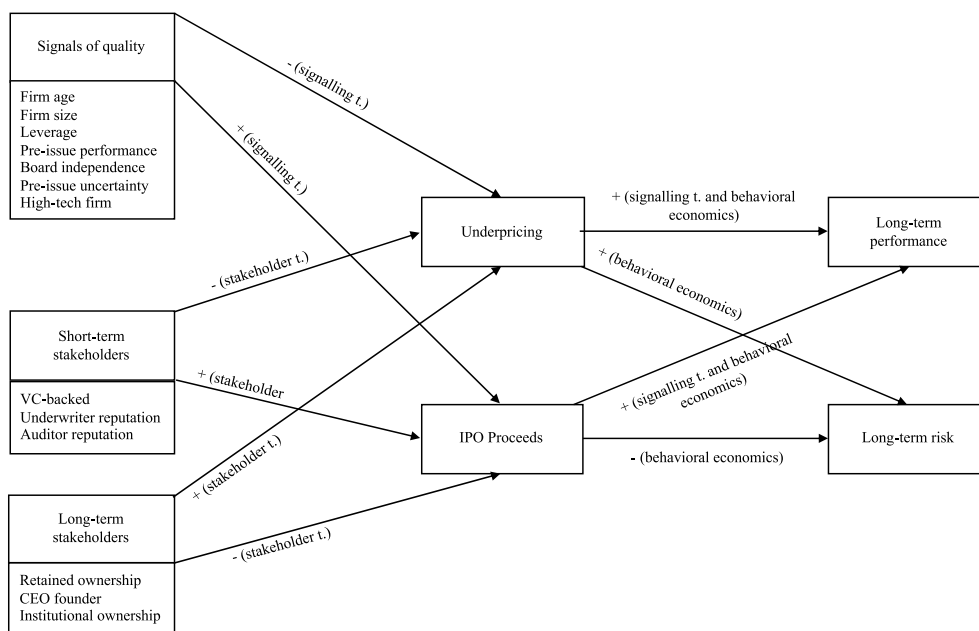 Signals of quality
Firm age
Firm size
Leverage
Pre-issue performance
Board independence
Pre-issue uncertainty
High-tech firm
- (signalling t.)
+ (signalling t.)
Underpricing
+ (signalling t. and behavioral
economics)
Long-term
performance
- (stakeholder t.)
+ (behavioral economics)
Short-term
stakeholders
VC-backed
Underwriter reputation
Auditor reputation
+ (stakeholder
+ (signalling t. and behavioral
economics)
IPO Proceeds
- (behavioral economics)
Long-term risk
+ (stakeholder t.)
Long-term
stakeholders
Retained ownership
CEO founder
Institutional ownership
- (stakeholder t.)